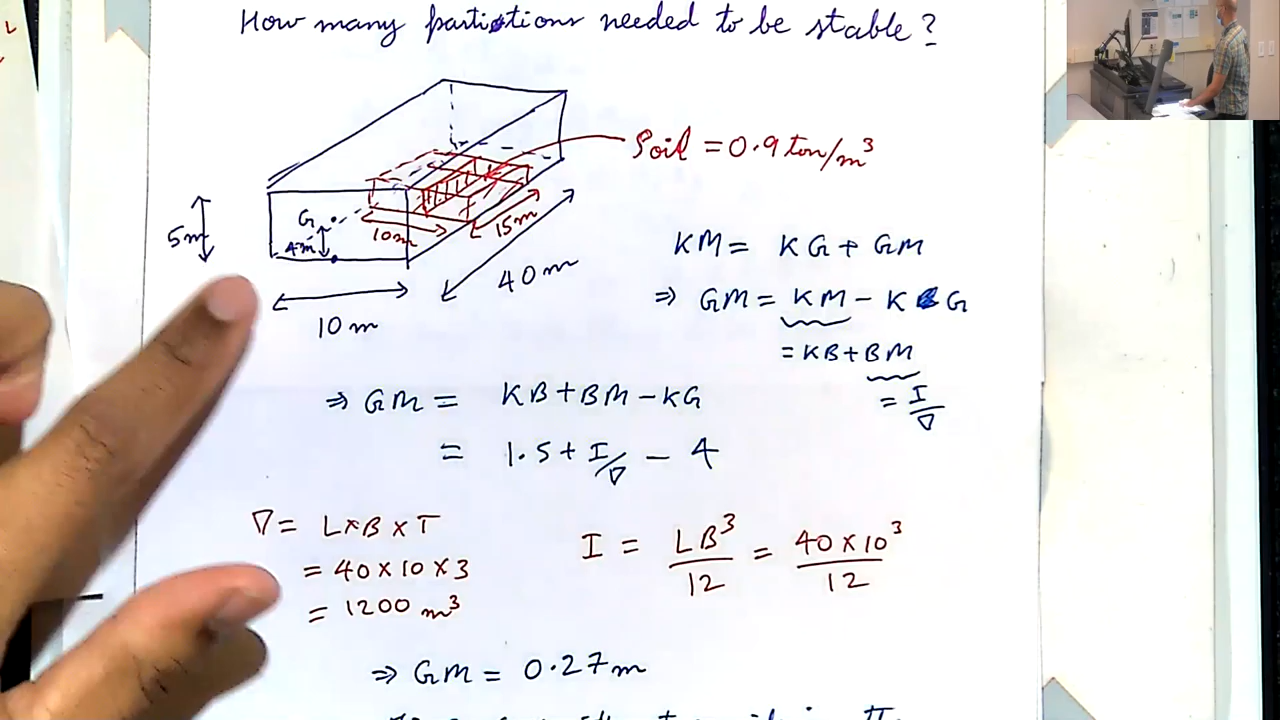 How many partitions needed to be stable?
Soil = 0.9 ton/m³
5m
G
4m
10m
15m
40m
10 m
KM = KG + GM
⇒ GM = KM - KG
= KB + BM
= I/∇
⇒ GM = KB + BM - KG
= 1.5 + I/∇ - 4
∇ = L×B×T
= 40×10×3
= 1200 m³
I = LB³/12 = 40×10³/12
⇒ GM = 0.27m